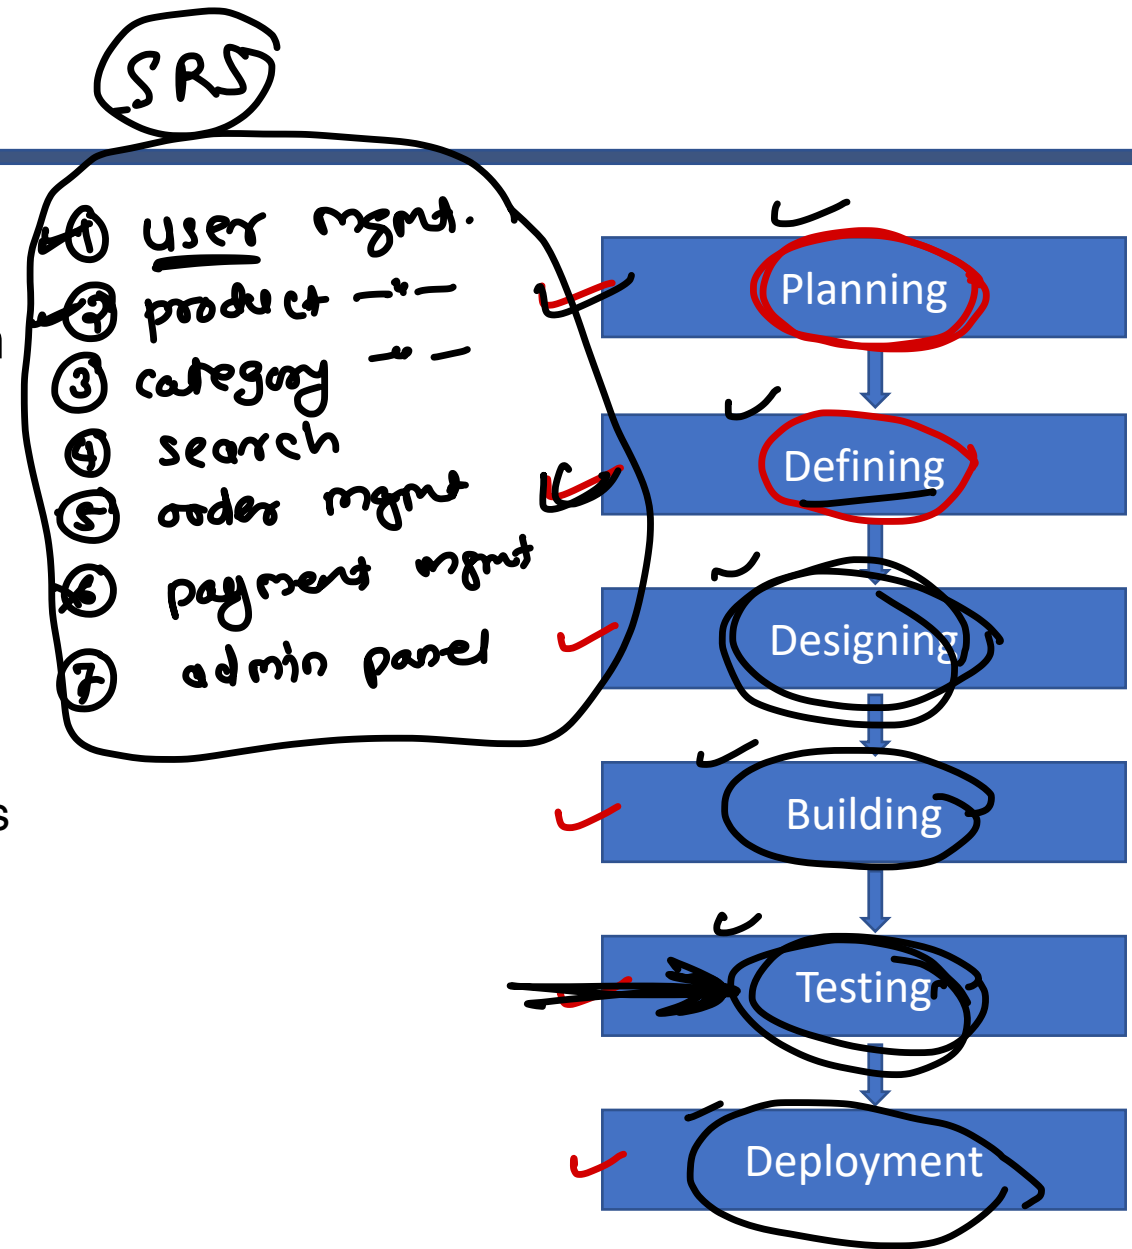 SRS
1 user mgmt.
2 product —"—
3 category —"—
4 search
5 order mgmt
6 payment mgmt
7 admin panel
Planning
Defining
Designing
Building
Testing
Deployment